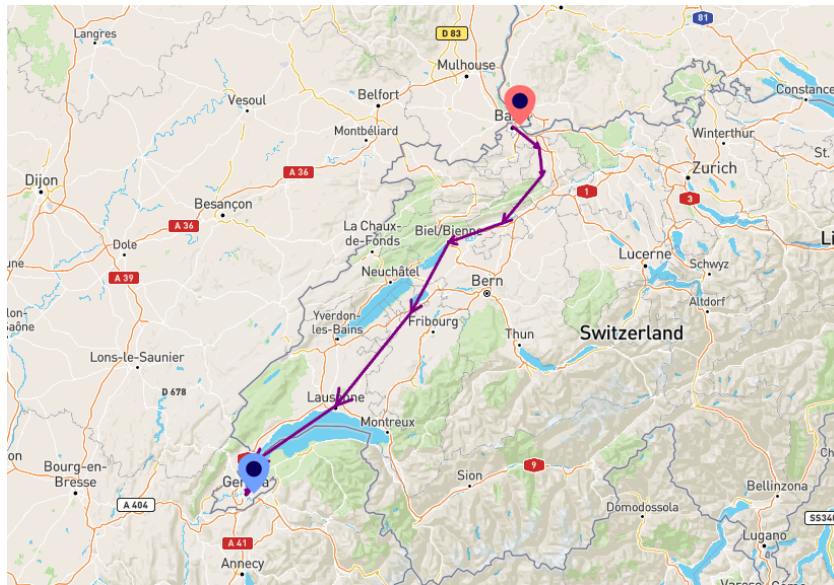 Langres
D 83
81
Mulhouse
Vesoul
Belfort
Constance
Montbéliard
Winterthur
St.
Dijon
A 36
Zurich
1
3
Besançon
A 36
La Chaux-
de-Fonds
Biel/Bienne
Dole
Lucerne
Schwyz
A 39
Neuchâtel
Bern
Altdorf
Yverdon-
les-Bains
Fribourg
Thun
Switzerland
Lons-le-Saunier
D 678
Lausanne
Montreux
9
Sion
Bourg-en-
Bresse
Bellinzona
A 404
Domodossola
A 41
Lugano
Annecy